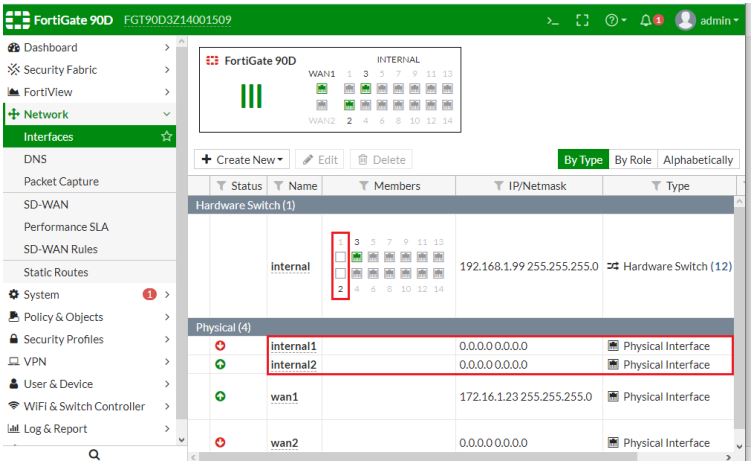 FortiGate 90D FGT90D3Z14001509 >_ 1 admin
Dashboard
Security Fabric
FortiView
Network
Interfaces
DNS
Packet Capture
SD-WAN
Performance SLA
SD-WAN Rules
Static Routes
System 1
Policy & Objects
Security Profiles
VPN
User & Device
WiFi & Switch Controller
Log & Report
FortiGate 90D
INTERNAL
WAN1 1 3 5 7 9 11 13
WAN2 2 4 6 8 10 12 14
+ Create New Edit Delete By Type By Role Alphabetically
Status Name Members IP/Netmask Type
Hardware Switch (1)
1 3 5 7 9 11 13
internal 192.168.1.99 255.255.255.0 Hardware Switch (12)
2 4 6 8 10 12 14
Physical (4)
internal1 0.0.0.0 0.0.0.0 Physical Interface
internal2 0.0.0.0 0.0.0.0 Physical Interface
wan1 172.16.1.23 255.255.255.0 Physical Interface
wan2 0.0.0.0 0.0.0.0 Physical Interface